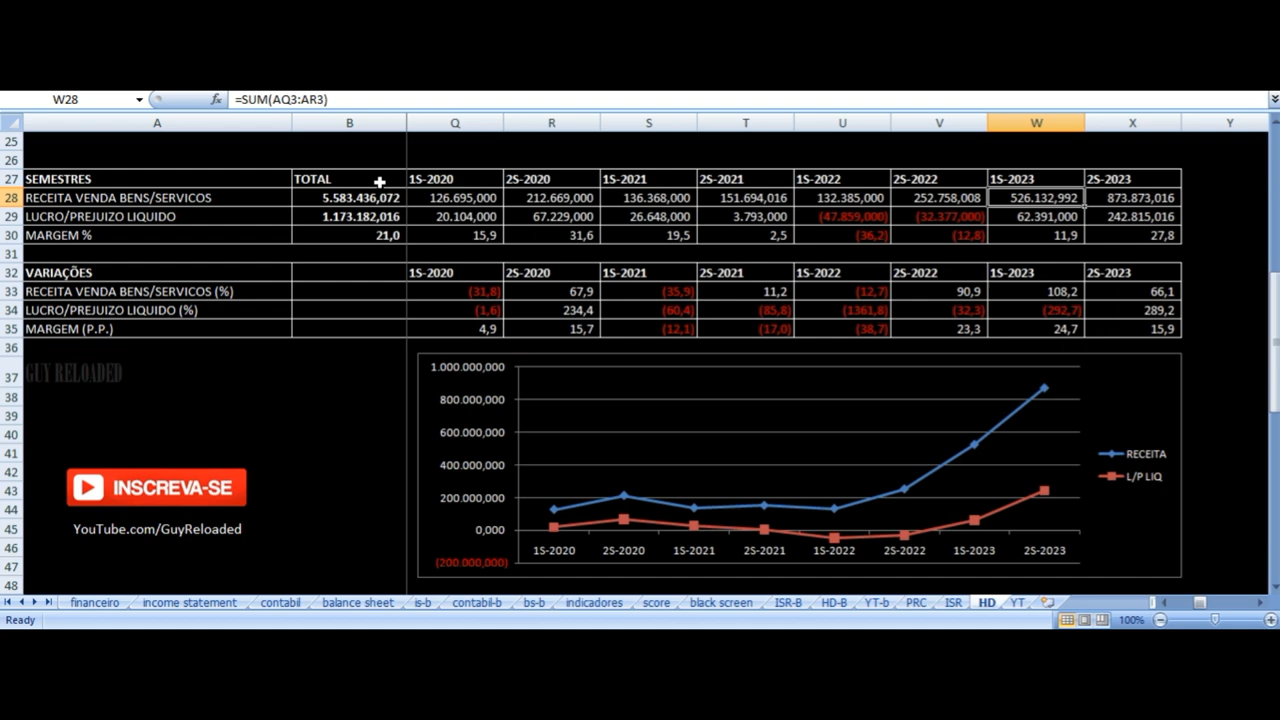 W28 fx =SUM(AQ3:AR3)
A B Q R S T U V W X Y
25
26
27 SEMESTRES TOTAL 1S-2020 2S-2020 1S-2021 2S-2021 1S-2022 2S-2022 1S-2023 2S-2023
28 RECEITA VENDA BENS/SERVICOS 5.583.436,072 126.695,000 212.669,000 136.368,000 151.694,016 132.385,000 252.758,008 526.132,992 873.873,016
29 LUCRO/PREJUIZO LIQUIDO 1.173.182,016 20.104,000 67.229,000 26.648,000 3.793,000 (47.859,000) (32.377,000) 62.391,000 242.815,016
30 MARGEM % 21,0 15,9 31,6 19,5 2,5 (36,2) (12,8) 11,9 27,8
31
32 VARIAÇÕES 1S-2020 2S-2020 1S-2021 2S-2021 1S-2022 2S-2022 1S-2023 2S-2023
33 RECEITA VENDA BENS/SERVICOS (%) (31,8) 67,9 (35,9) 11,2 (12,7) 90,9 108,2 66,1
34 LUCRO/PREJUIZO LIQUIDO (%) (1,6) 234,4 (60,4) (85,8) (1361,8) (32,3) (292,7) 289,2
35 MARGEM (P.P.) 4,9 15,7 (12,1) (17,0) (38,7) 23,3 24,7 15,9
36
37 GUY RELOADED
38
39
40
41
42
43
44
45
46
47
48
1.000.000,000
800.000,000
600.000,000
400.000,000
200.000,000
0,000
(200.000,000)
1S-2020 2S-2020 1S-2021 2S-2021 1S-2022 2S-2022 1S-2023 2S-2023
RECEITA
L/P LIQ
INSCREVA-SE
YouTube.com/GuyReloaded
financeiro income statement contabil balance sheet is-b contabil-b bs-b indicadores score black screen ISR-B HD-B YT-b PRC ISR HD YT
Ready 100%